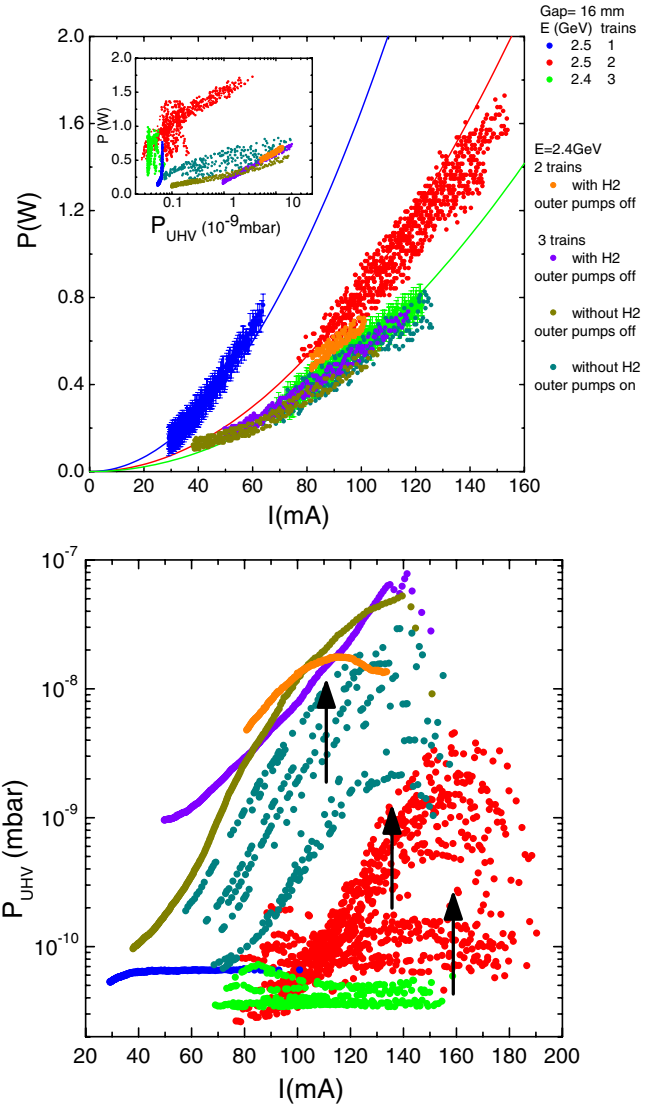 Gap= 16 mm
E (GeV) trains
2.5 1
2.5 2
2.4 3
E=2.4GeV
2 trains
with H2
outer pumps off
3 trains
with H2
outer pumps off
without H2
outer pumps off
without H2
outer pumps on
P(W)
2.0
1.6
1.2
0.8
0.4
0.0
0 20 40 60 80 100 120 140 160
I(mA)
P (W)
2.0
1.5
1.0
0.5
0.0
0.1 1 10
P_UHV (10^-9 mbar)
P_UHV (mbar)
10^-7
10^-8
10^-9
10^-10
20 40 60 80 100 120 140 160 180 200
I(mA)